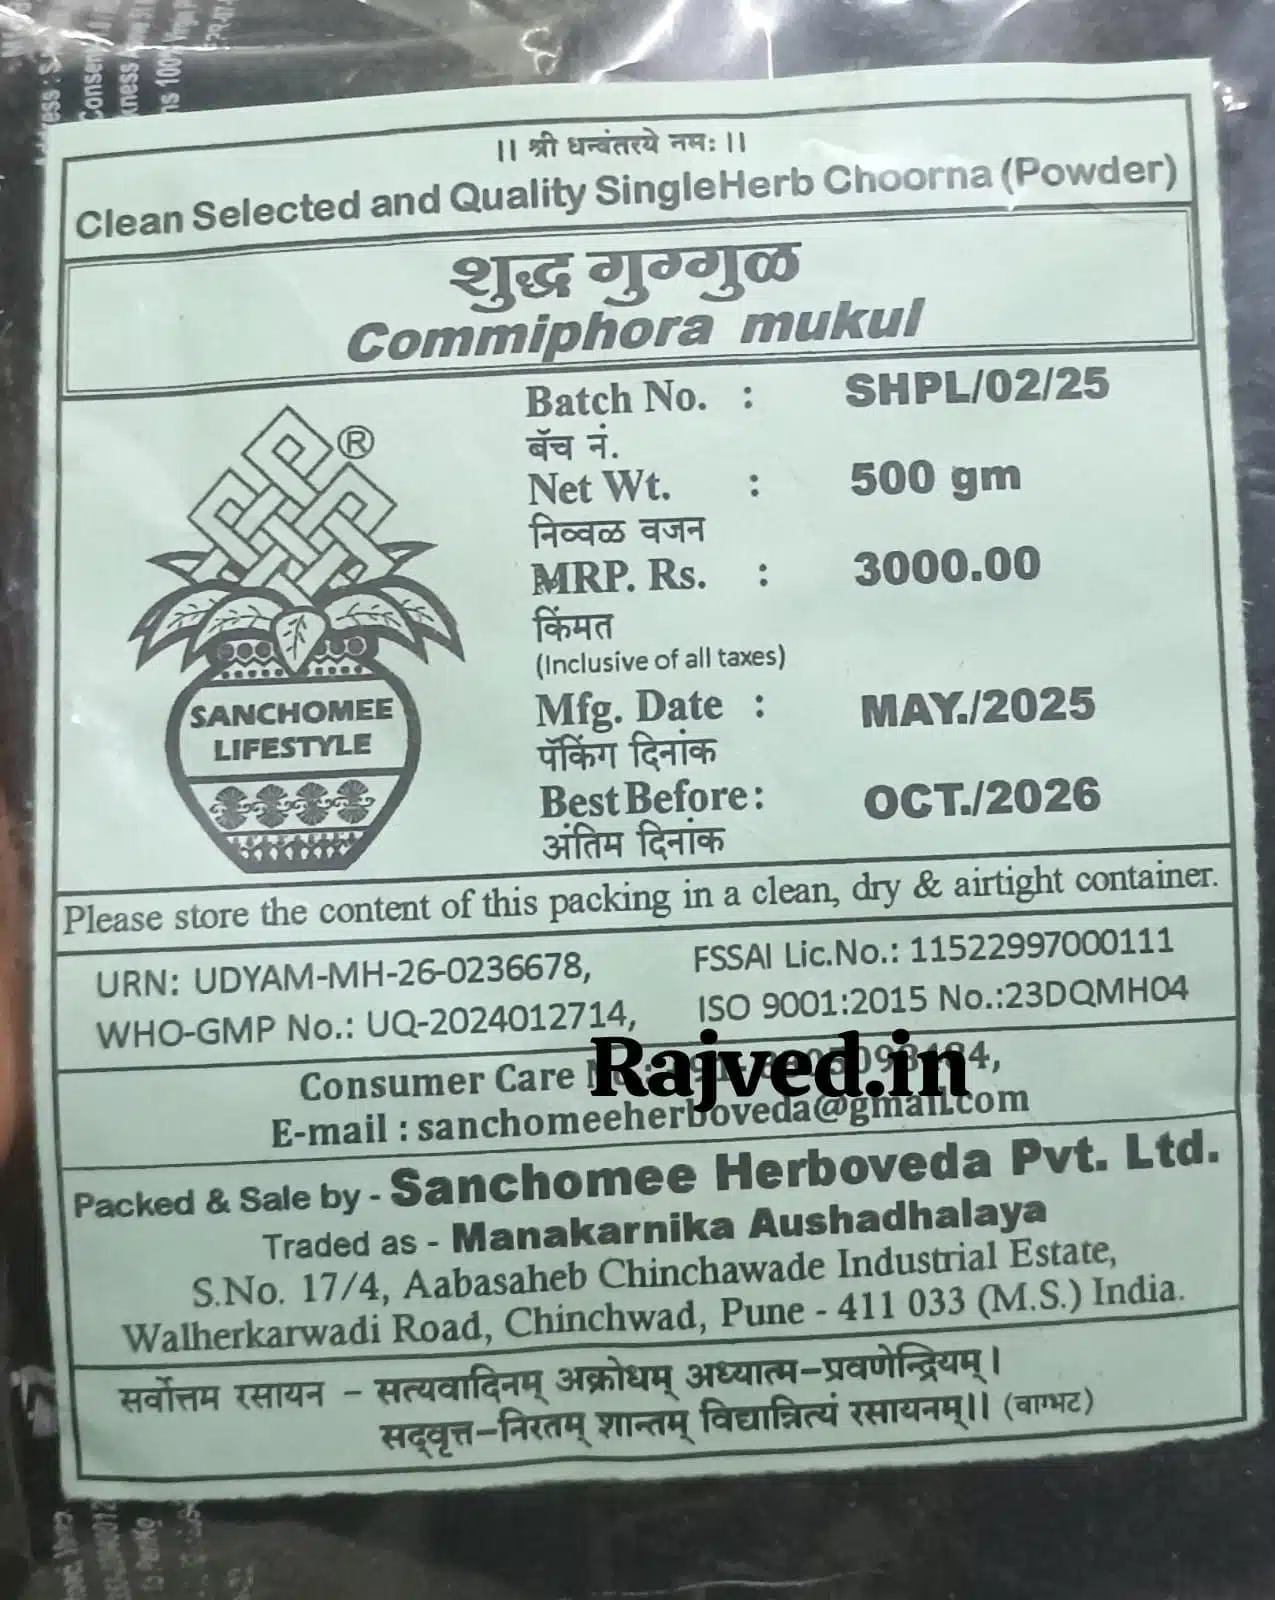 || श्री धन्वंतरये नमः ||
Clean Selected and Quality SingleHerb Choorna (Powder)
शुद्ध गुग्गुळ
Commiphora mukul
®
SANCHOMEE
LIFESTYLE
Batch No. : SHPL/02/25
बॅच नं.
Net Wt. : 500 gm
निव्वळ वजन
MRP. Rs. : 3000.00
किंमत
(Inclusive of all taxes)
Mfg. Date : MAY./2025
पॅकिंग दिनांक
Best Before: OCT./2026
अंतिम दिनांक
Please store the content of this packing in a clean, dry & airtight container.
URN: UDYAM-MH-26-0236678, FSSAI Lic.No.: 11522997000111
WHO-GMP No.: UQ-2024012714, ISO 9001:2015 No.:23DQMH04
Rajved.in
Consumer Care
E-mail : sanchomeeherboveda@gmail.com
Packed & Sale by - Sanchomee Herboveda Pvt. Ltd.
Traded as - Manakarnika Aushadhalaya
S.No. 17/4, Aabasaheb Chinchawade Industrial Estate,
Walherkarwadi Road, Chinchwad, Pune - 411 033 (M.S.) India.
सर्वोत्तम रसायन – सत्यवादिनम् अक्रोधम् अध्यात्म-प्रवणेन्द्रियम् |
सद्वृत्त-निरतम् शान्तम् विद्यान्नित्यं रसायनम् || (वाग्भट)